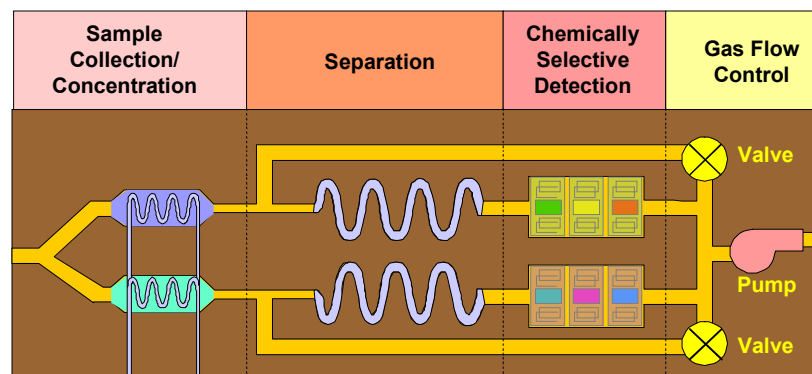 Sample
Collection/
Concentration
Separation
Chemically
Selective
Detection
Gas Flow
Control
Valve
Pump
Valve